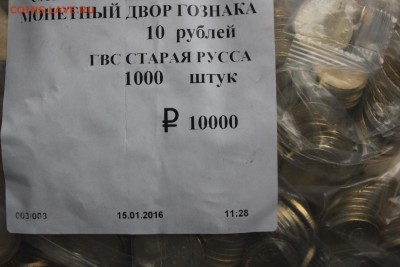 МОНЕТНЫЙ ДВОР ГОЗНАКА
10 рублей
ГВС СТАРАЯ РУССА
1000 штук
₽ 10000
003/003 15.01.2016 11:28